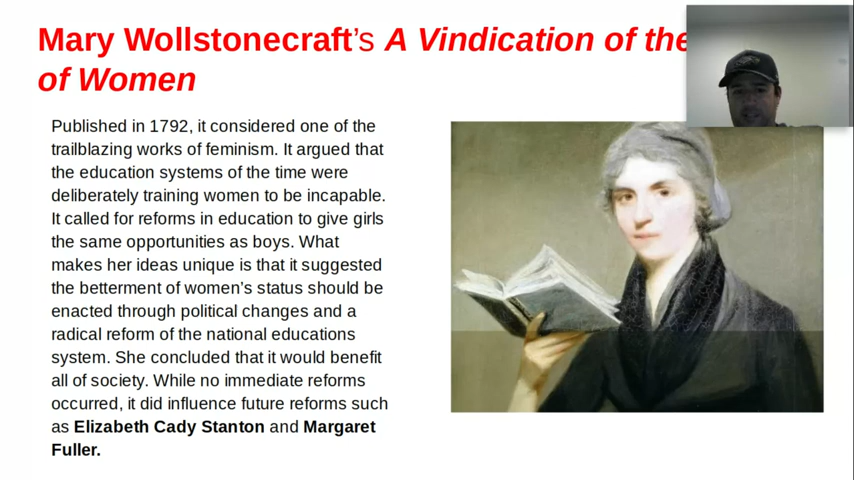 Mary Wollstonecraft’s A Vindication of the
of Women
Published in 1792, it considered one of the
trailblazing works of feminism. It argued that
the education systems of the time were
deliberately training women to be incapable.
It called for reforms in education to give girls
the same opportunities as boys. What
makes her ideas unique is that it suggested
the betterment of women’s status should be
enacted through political changes and a
radical reform of the national educations
system. She concluded that it would benefit
all of society. While no immediate reforms
occurred, it did influence future reforms such
as Elizabeth Cady Stanton and Margaret
Fuller.